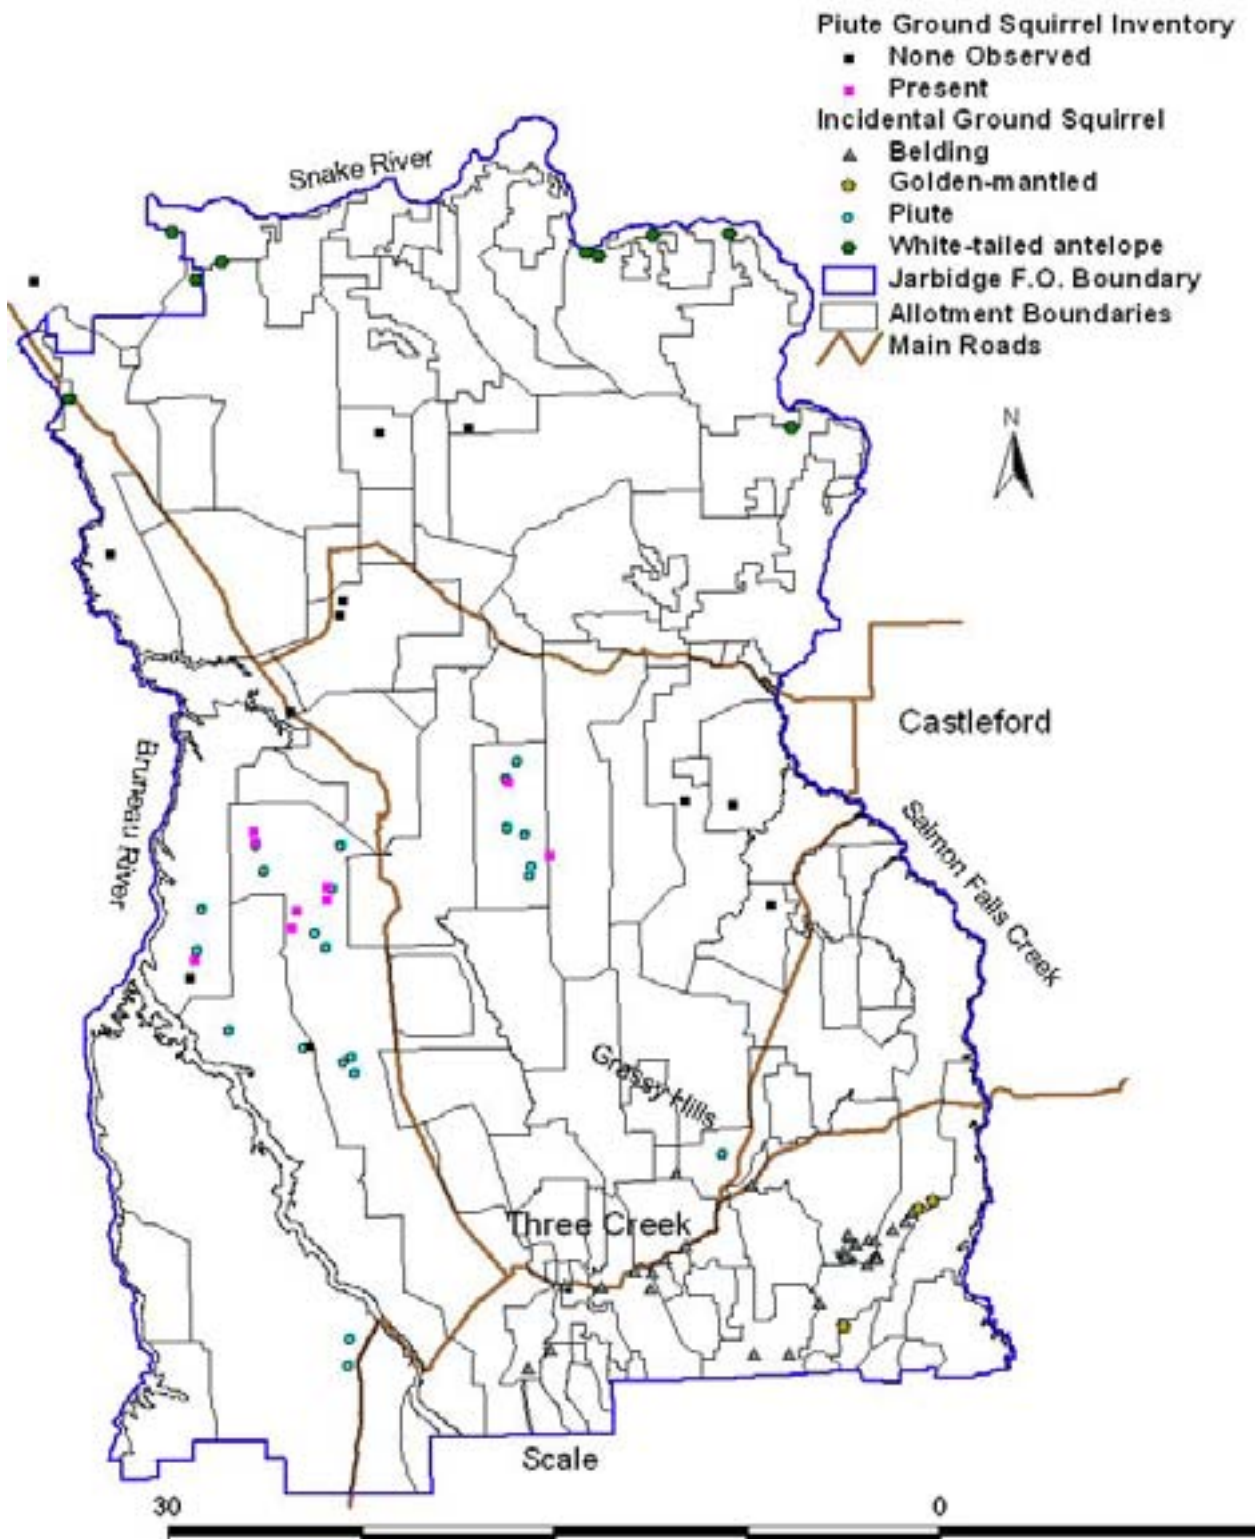 Piute Ground Squirrel Inventory
None Observed
Present
Incidental Ground Squirrel
Belding
Golden-mantled
Piute
White-tailed antelope
Jarbidge F.O. Boundary
Allotment Boundaries
Main Roads
Snake River
N
Castleford
Bruneau River
Salmon Falls Creek
Grassy Hills
Three Creek
Scale
30
0